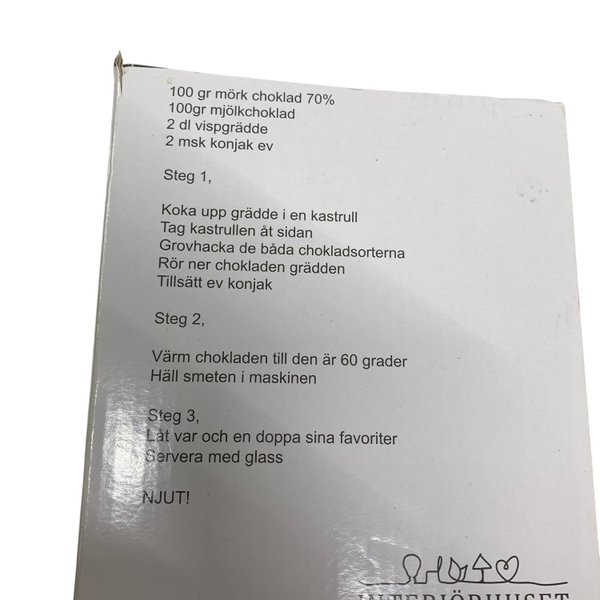 100 gr mörk choklad 70%
100gr mjölkchoklad
2 dl vispgrädde
2 msk konjak ev
Steg 1,
Koka upp grädde i en kastrull
Tag kastrullen åt sidan
Grovhacka de båda chokladsorterna
Rör ner chokladen grädden
Tillsätt ev konjak
Steg 2,
Värm chokladen till den är 60 grader
Häll smeten i maskinen
Steg 3,
Låt var och en doppa sina favoriter
Servera med glass
NJUT!
INTERIÖRHUSET